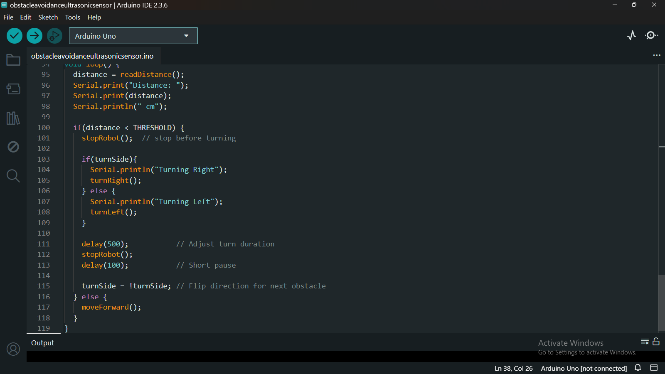 obstacleavoidanceultrasonicsensor | Arduino IDE 2.3.6
File Edit Sketch Tools Help
Arduino Uno
obstacleavoidanceultrasonicsensor.ino
94 void loop() {
95 distance = readDistance();
96 Serial.print("Distance: ");
97 Serial.print(distance);
98 Serial.println(" cm");
99
100 if(distance < THRESHOLD) {
101 stopRobot(); // stop before turning
102
103 if(turnSide){
104 Serial.println("Turning Right");
105 turnRight();
106 } else {
107 Serial.println("Turning Left");
108 turnLeft();
109 }
110
111 delay(500); // Adjust turn duration
112 stopRobot();
113 delay(100); // Short pause
114
115 turnSide = !turnSide; // Flip direction for next obstacle
116 } else {
117 moveForward();
118 }
119 }
Output
Activate Windows
Go to Settings to activate Windows.
Ln 38, Col 26 Arduino Uno [not connected]